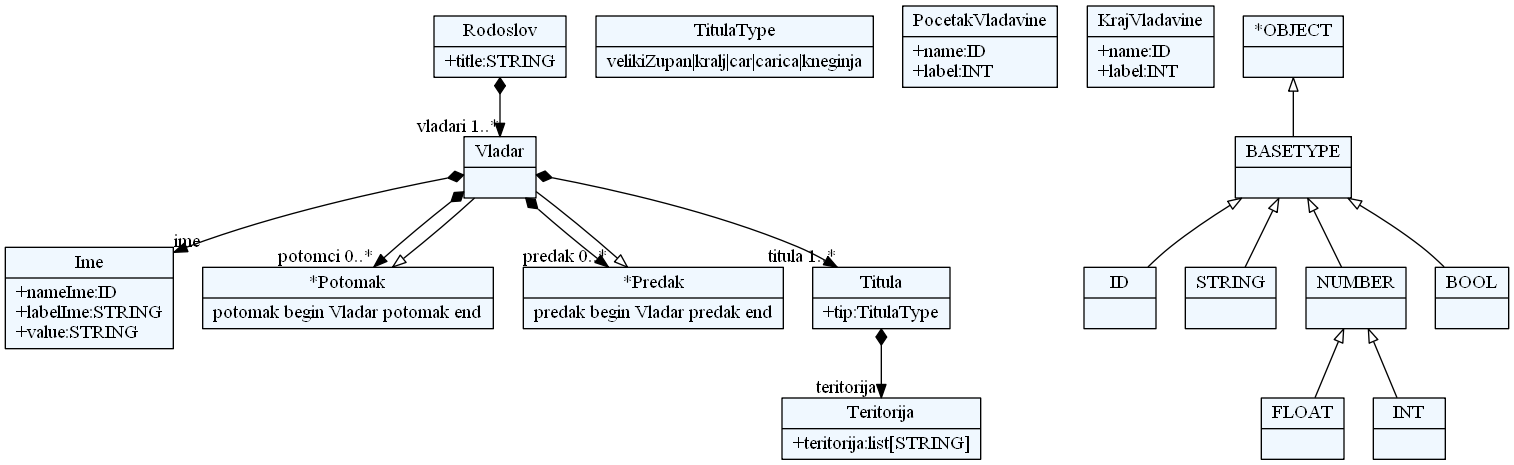 Rodoslov
+title:STRING
TitulaType
velikiZupan|kralj|car|carica|kneginja
PocetakVladavine
+name:ID
+label:INT
KrajVladavine
+name:ID
+label:INT
*OBJECT
vladari 1..*
Vladar
BASETYPE
ime
potomci 0..*
predak 0..*
titula 1..*
Ime
+nameIme:ID
+labelIme:STRING
+value:STRING
*Potomak
potomak begin Vladar potomak end
*Predak
predak begin Vladar predak end
Titula
+tip:TitulaType
ID
STRING
NUMBER
BOOL
teritorija
Teritorija
+teritorija:list[STRING]
FLOAT
INT